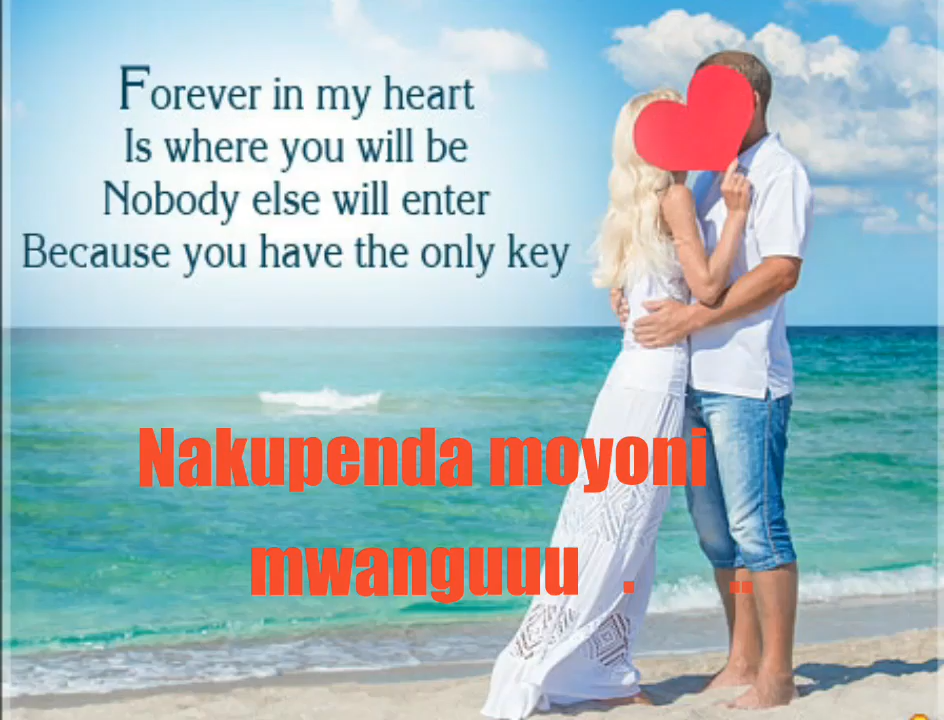 Forever in my heart
Is where you will be
Nobody else will enter
Because you have the only key
Nakupenda moyoni
mwanguuu . ..